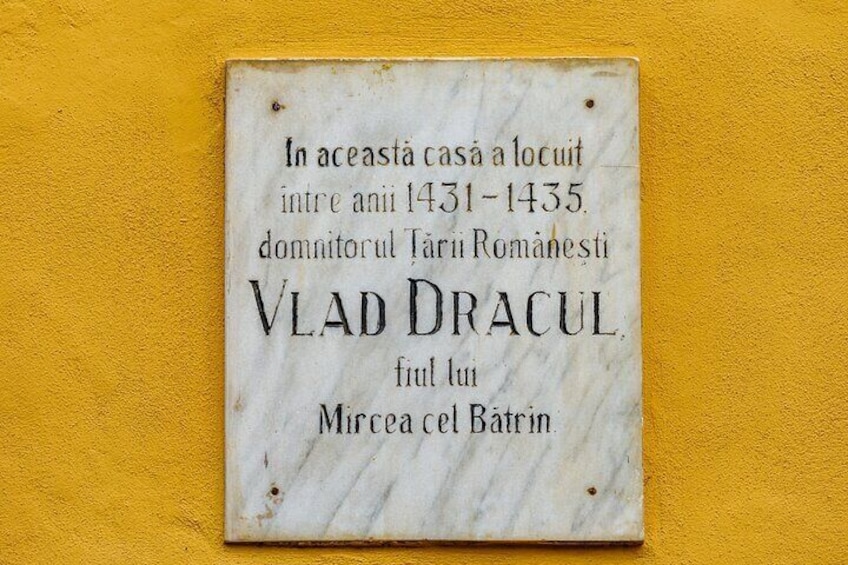 In această casă a locuit
între anii 1431-1435,
domnitorul Țării Românești
VLAD DRACUL,
fiul lui
Mircea cel Bătrîn.